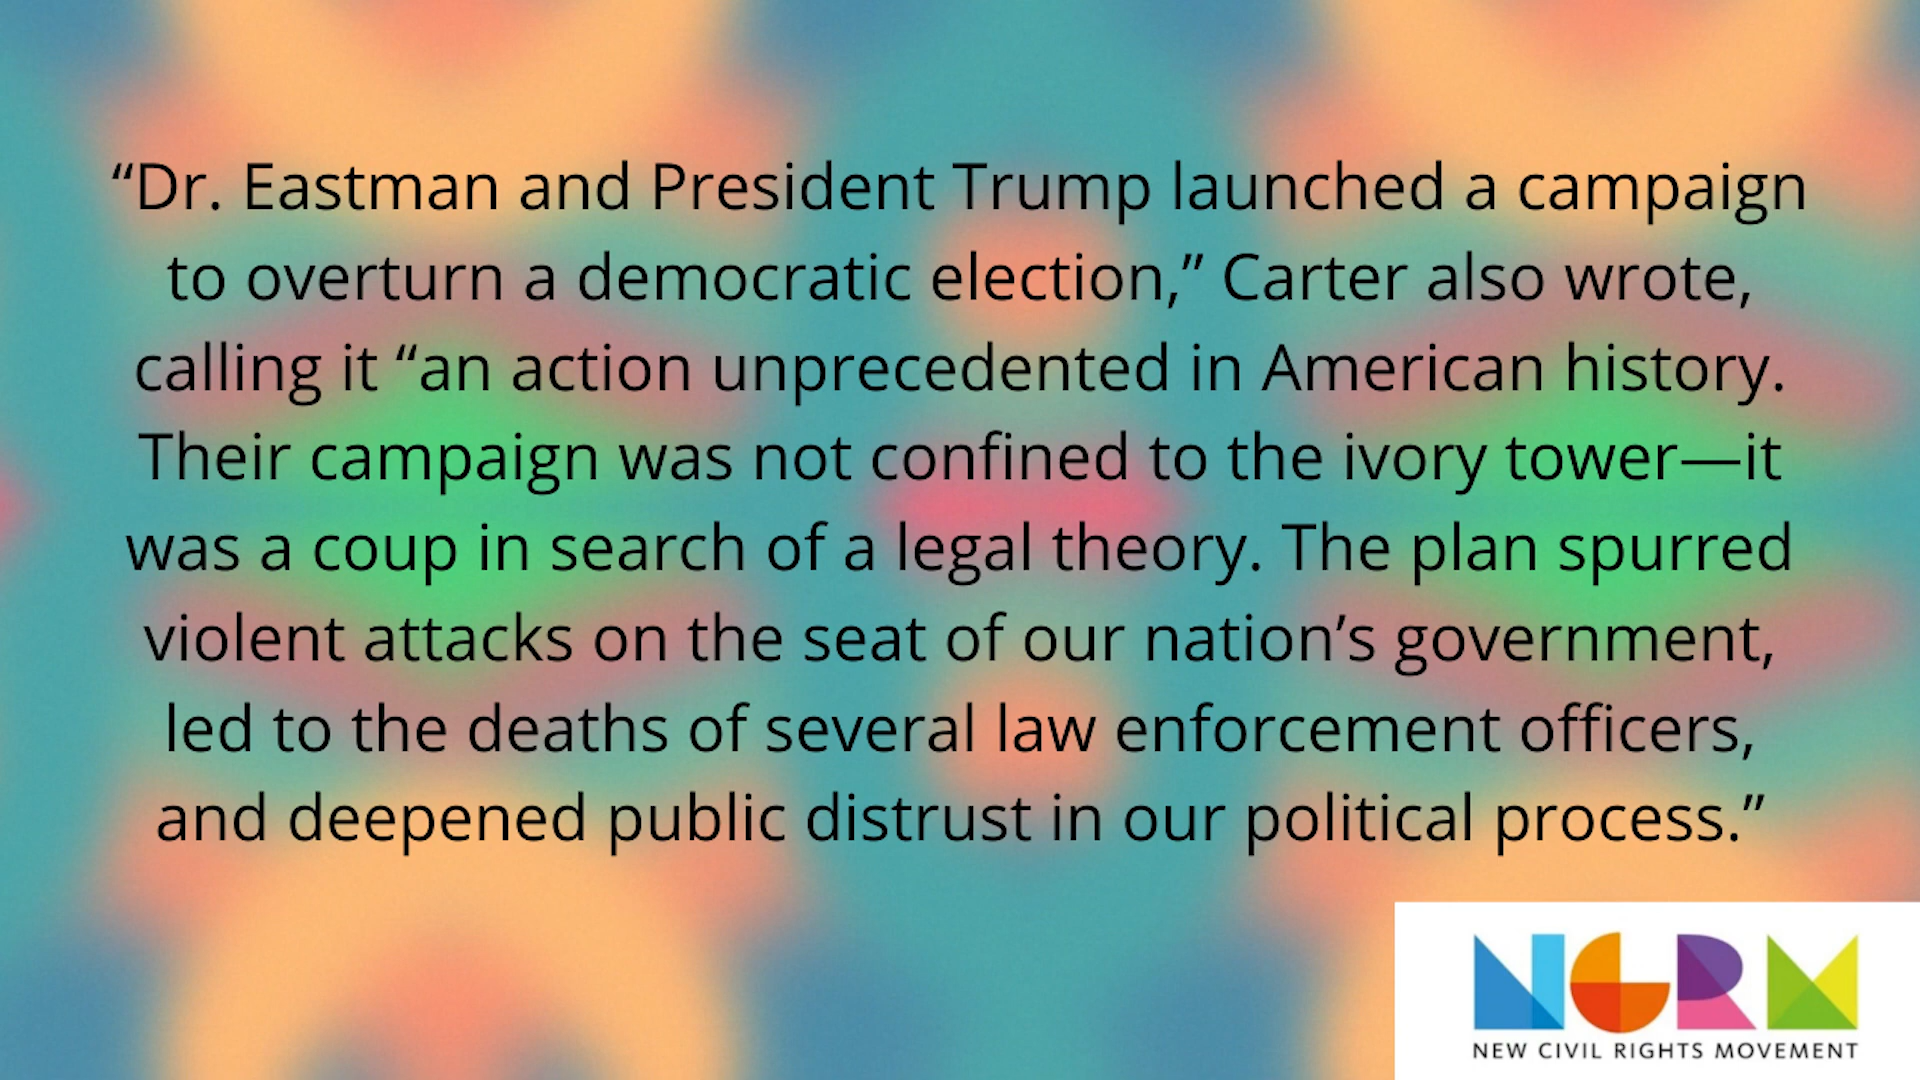 “Dr. Eastman and President Trump launched a campaign
to overturn a democratic election,” Carter also wrote,
calling it “an action unprecedented in American history.
Their campaign was not confined to the ivory tower—it
was a coup in search of a legal theory. The plan spurred
violent attacks on the seat of our nation’s government,
led to the deaths of several law enforcement officers,
and deepened public distrust in our political process.”
NCRM
NEW CIVIL RIGHTS MOVEMENT